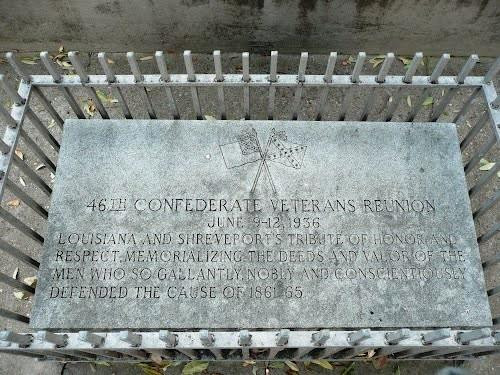 46TH CONFEDERATE VETERANS REUNION
JUNE 9-12, 1936
LOUISIANA AND SHREVEPORT'S TRIBUTE OF HONOR AND
RESPECT, MEMORIALIZING THE DEEDS AND VALOR OF THE
MEN WHO SO GALLANTLY, NOBLY AND CONSCIENTIOUSLY
DEFENDED THE CAUSE OF 1861-65.